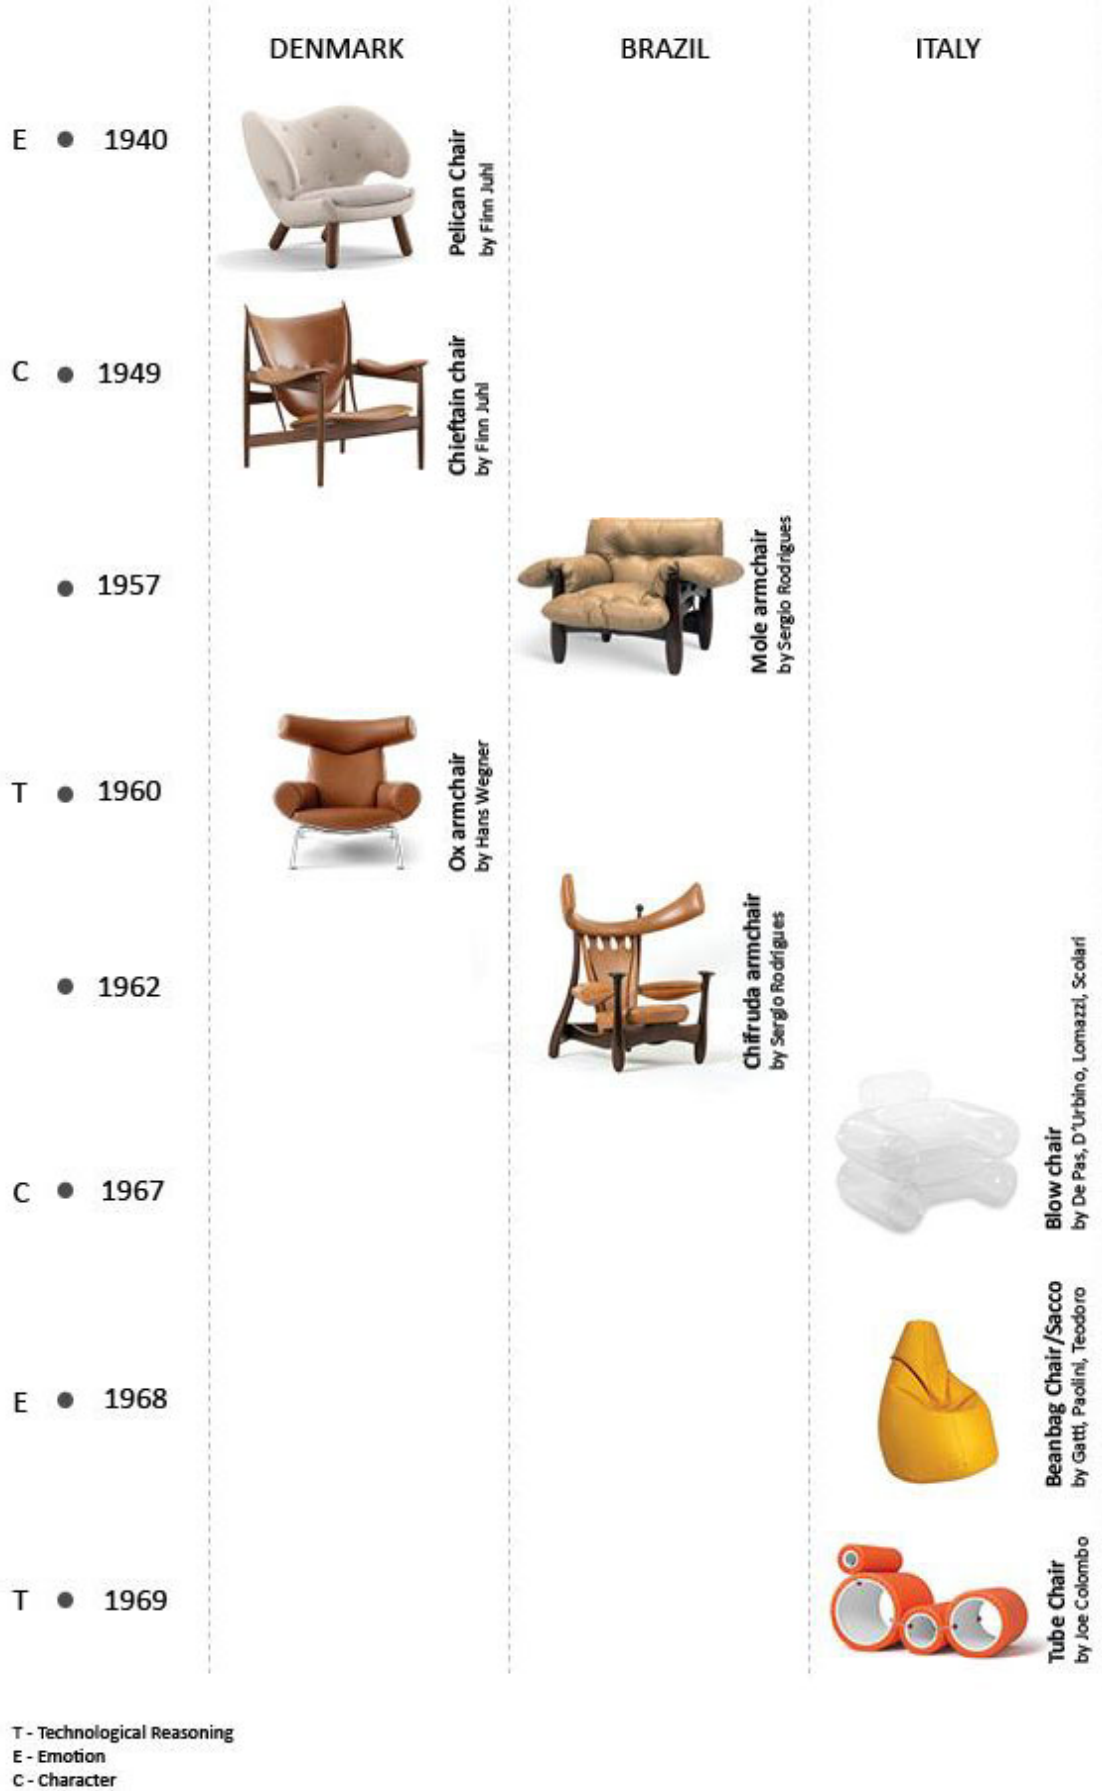 DENMARK
BRAZIL
ITALY
E
1940
Pelican Chair
by Finn Juhl
C
1949
Chieftain chair
by Finn Juhl
1957
Mole armchair
by Sergio Rodrigues
T
1960
Ox armchair
by Hans Wegner
1962
Chifruda armchair
by Sergio Rodrigues
C
1967
Blow chair
by De Pas, D'Urbino, Lomazzi, Scolari
E
1968
Beanbag Chair/Sacco
by Gatti, Paolini, Teodoro
T
1969
Tube Chair
by Joe Colombo
T - Technological Reasoning
E - Emotion
C - Character